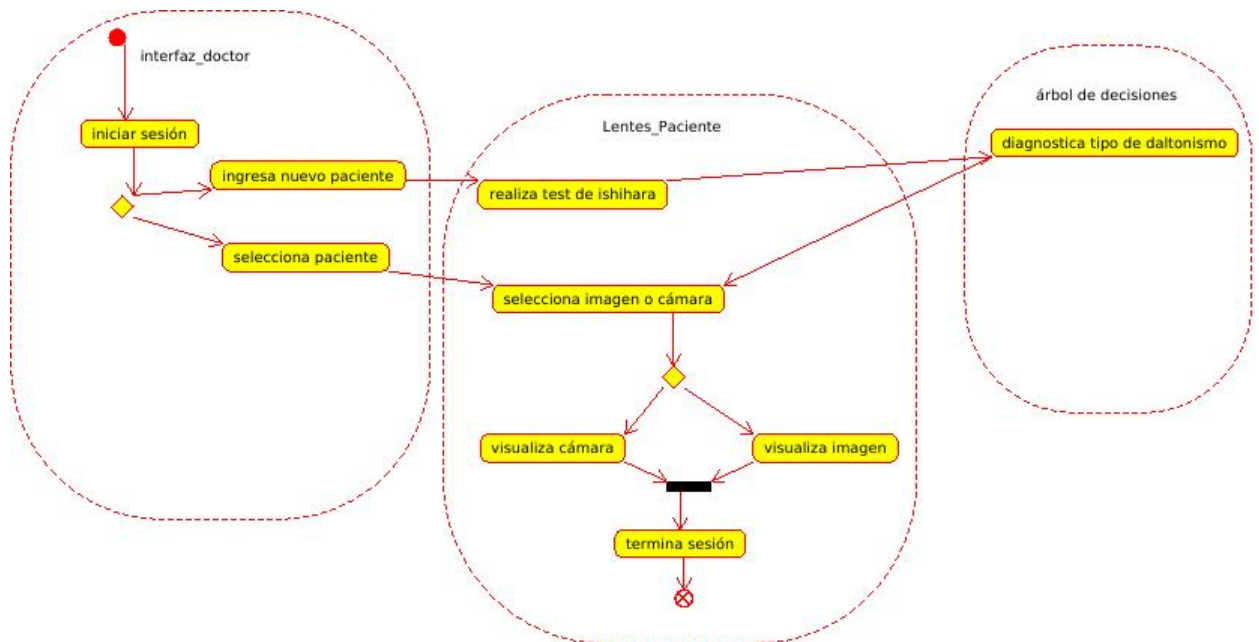 interfaz_doctor
iniciar sesión
ingresa nuevo paciente
selecciona paciente
Lentes_Paciente
realiza test de ishihara
selecciona imagen o cámara
visualiza cámara
visualiza imagen
termina sesión
árbol de decisiones
diagnostica tipo de daltonismo